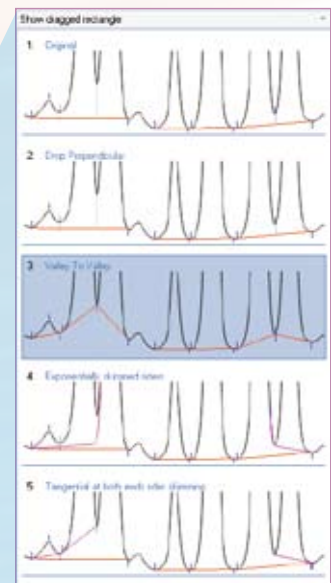 Show dragged rectangle
1 Original
2 Drop Perpendicular
3 Valley To Valley
4 Exponentially skimmed risers
5 Tangential at both ends rider skimming